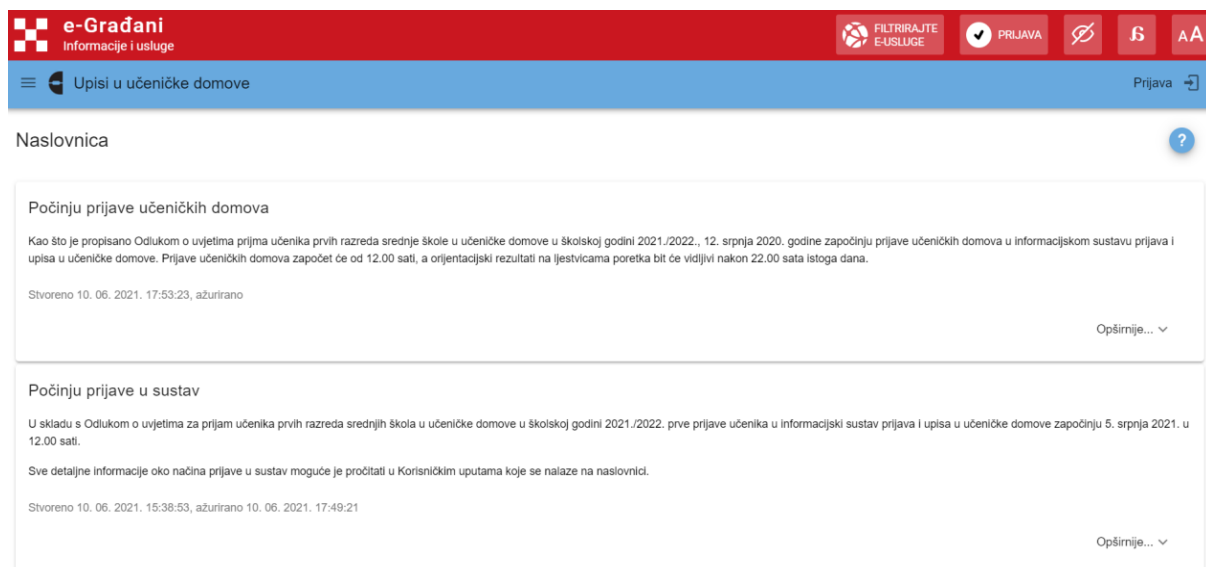 e-Građani
Informacije i usluge
FILTRIRAJTE
E-USLUGE
PRIJAVA
AA
Upisi u učeničke domove
Prijava
Naslovnica
?
Počinju prijave učeničkih domova
Kao što je propisano Odlukom o uvjetima prijma učenika prvih razreda srednje škole u učeničke domove u školskoj godini 2021./2022., 12. srpnja 2020. godine započinju prijave učeničkih domova u informacijskom sustavu prijava i
upisa u učeničke domove. Prijave učeničkih domova započet će od 12.00 sati, a orijentacijski rezultati na ljestvicama poretka bit će vidljivi nakon 22.00 sata istoga dana.
Stvoreno 10. 06. 2021. 17:53:23, ažurirano
Opširnije...
Počinju prijave u sustav
U skladu s Odlukom o uvjetima za prijam učenika prvih razreda srednjih škola u učeničke domove u školskoj godini 2021./2022. prve prijave učenika u informacijski sustav prijava i upisa u učeničke domove započinju 5. srpnja 2021. u
12.00 sati.
Sve detaljne informacije oko načina prijave u sustav moguće je pročitati u Korisničkim uputama koje se nalaze na naslovnici.
Stvoreno 10. 06. 2021. 15:38:53, ažurirano 10. 06. 2021. 17:49:21
Opširnije...